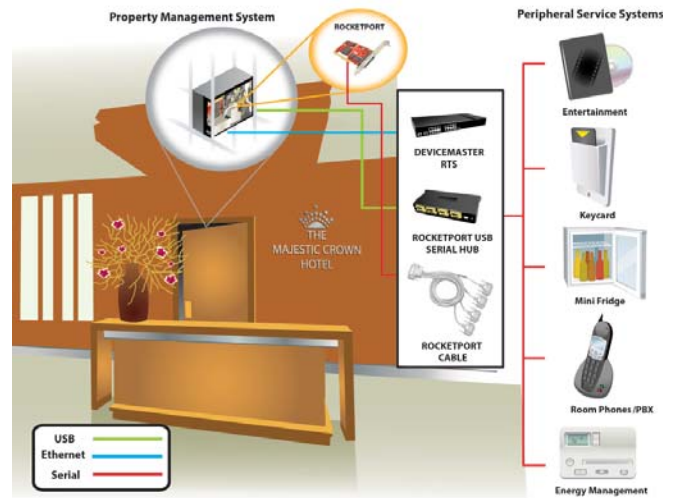 Property Management System
ROCKETPORT
Peripheral Service Systems
Entertainment
DEVICEMASTER
RTS
Keycard
ROCKETPORT USB
SERIAL HUB
THE
MAJESTIC CROWN
HOTEL
Mini Fridge
ROCKETPORT
CABLE
Room Phones /PBX
USB
Ethernet
Serial
Energy Management